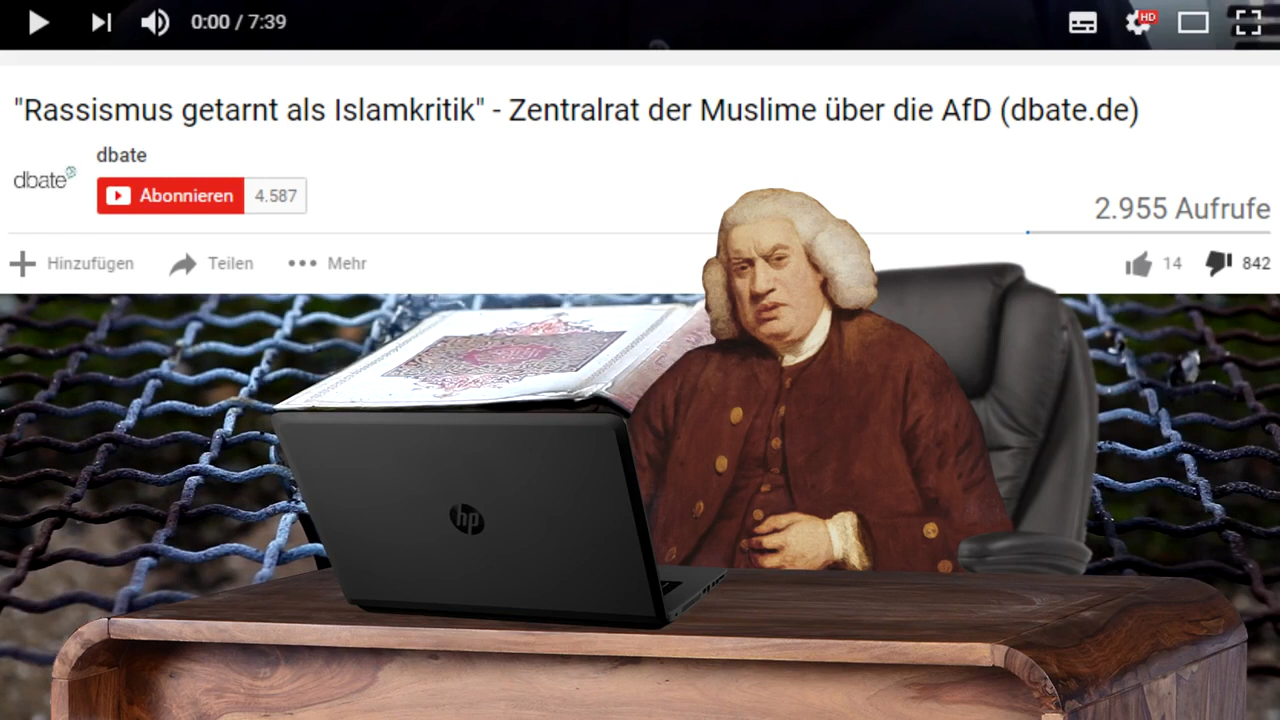 0:00 / 7:39
HD
"Rassismus getarnt als Islamkritik" - Zentralrat der Muslime über die AfD (dbate.de)
dbate
dbate
Abonnieren 4.587
2.955 Aufrufe
Hinzufügen Teilen Mehr
14 842
hp